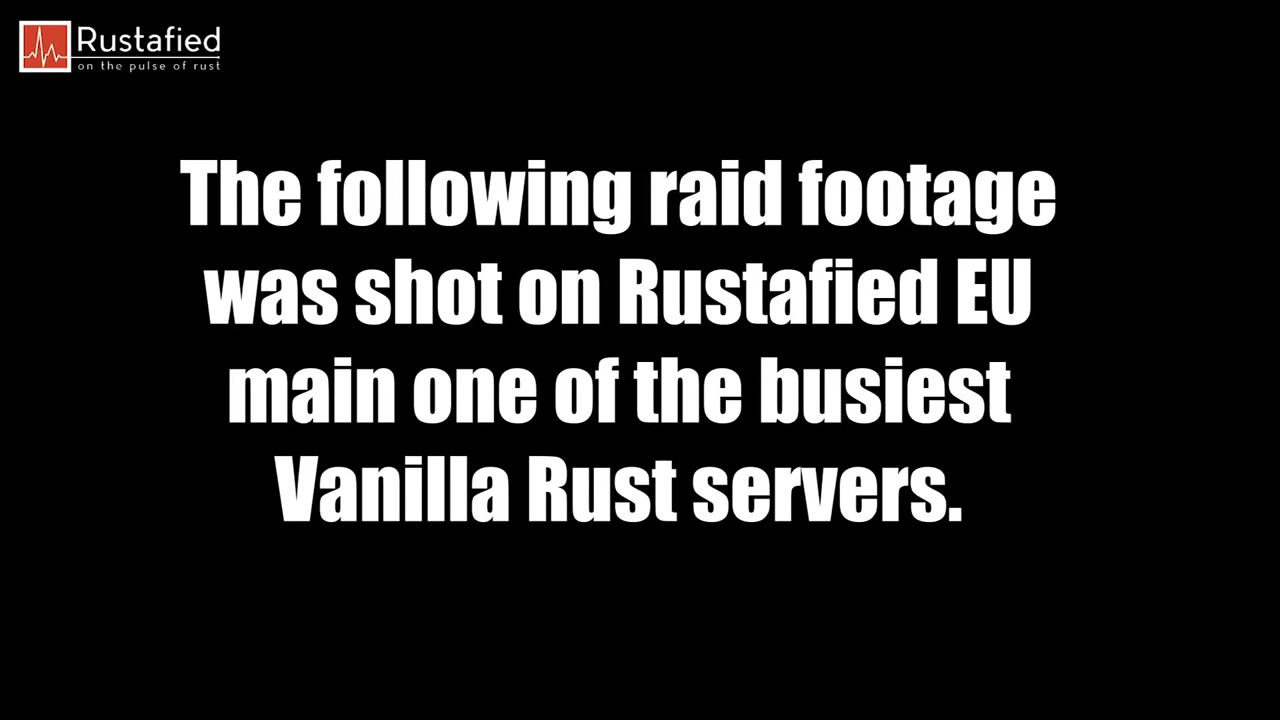 Rustafied
on the pulse of rust
The following raid footage
was shot on Rustafied EU
main one of the busiest
Vanilla Rust servers.